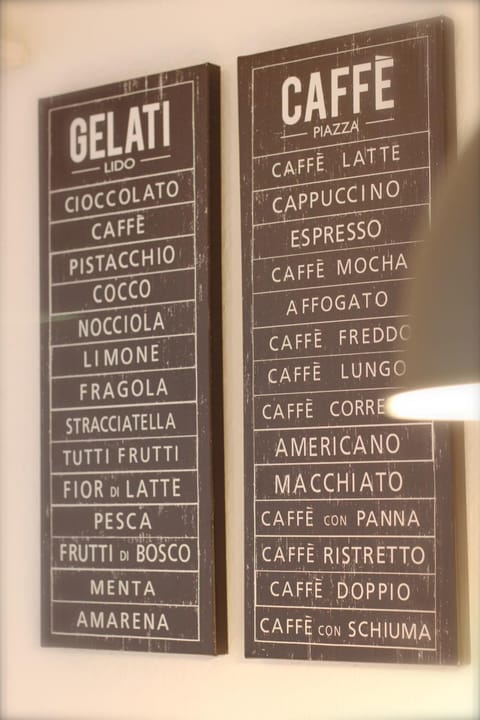 GELATI
LIDO
CIOCCOLATO
CAFFÈ
PISTACCHIO
COCCO
NOCCIOLA
LIMONE
FRAGOLA
STRACCIATELLA
TUTTI FRUTTI
FIOR DI LATTE
PESCA
FRUTTI DI BOSCO
MENTA
AMARENA
CAFFÈ
PIAZZA
CAFFÈ LATTE
CAPPUCCINO
ESPRESSO
CAFFÈ MOCHA
AFFOGATO
CAFFÈ FREDDO
CAFFÈ LUNGO
CAFFÈ
AMERICANO
MACCHIATO
CAFFÈ CON PANNA
CAFFÈ RISTRETTO
CAFFÈ DOPPIO
CAFFÈ CON SCHIUMA